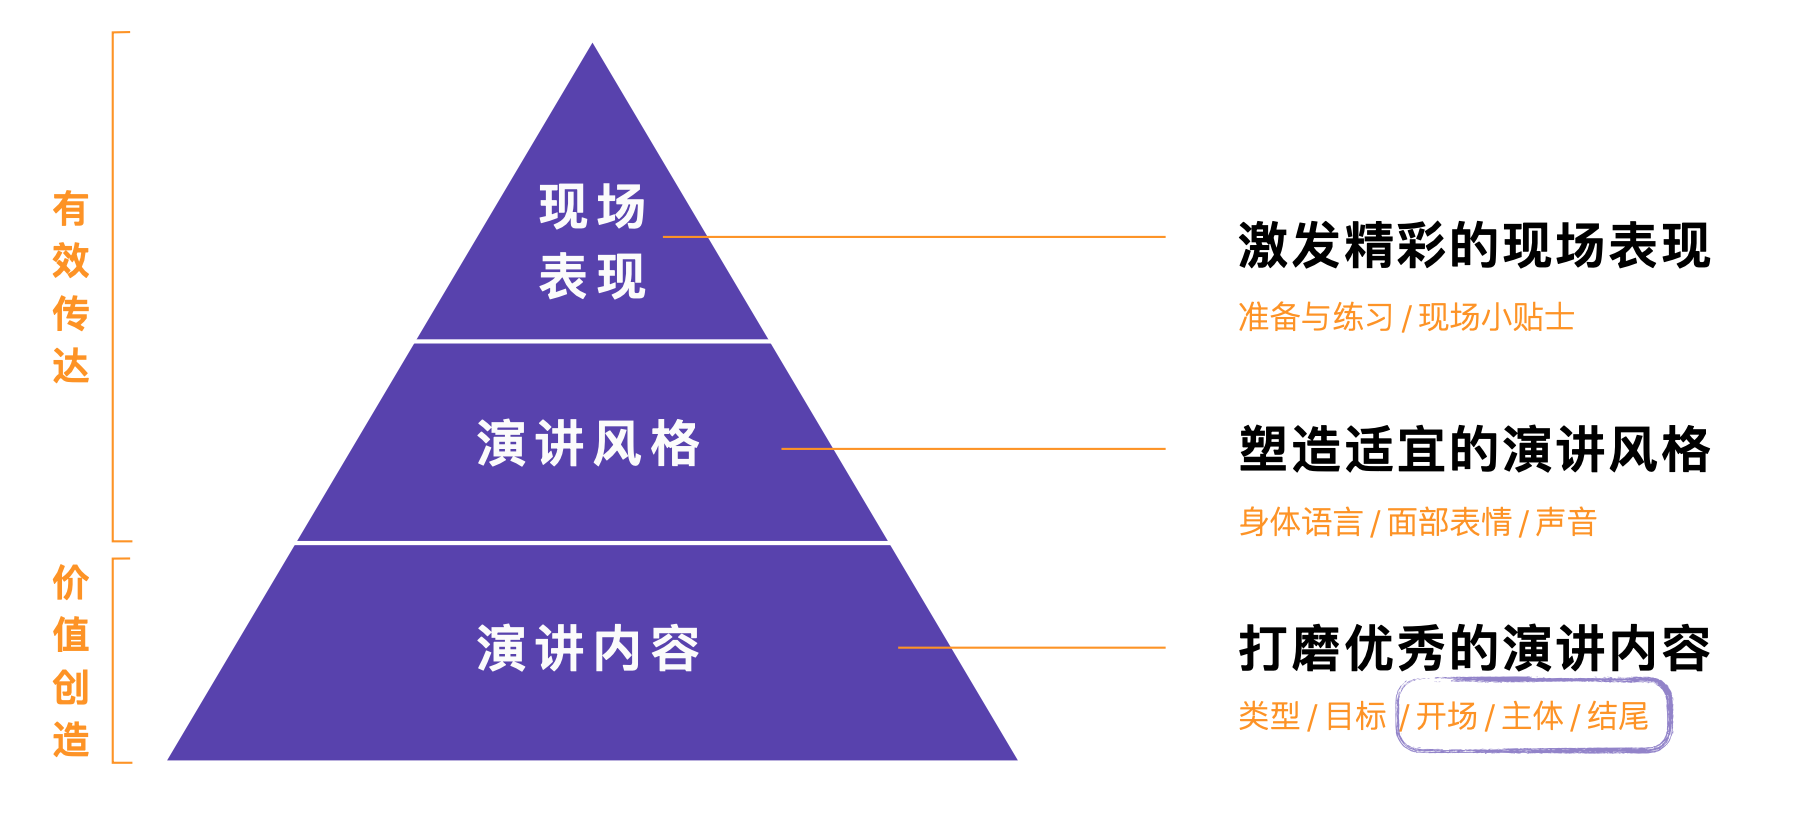 有效传达
现场
表现
激发精彩的现场表现
准备与练习 / 现场小贴士
演讲风格
塑造适宜的演讲风格
身体语言 / 面部表情 / 声音
价值创造
演讲内容
打磨优秀的演讲内容
类型 / 目标 / 开场 / 主体 / 结尾